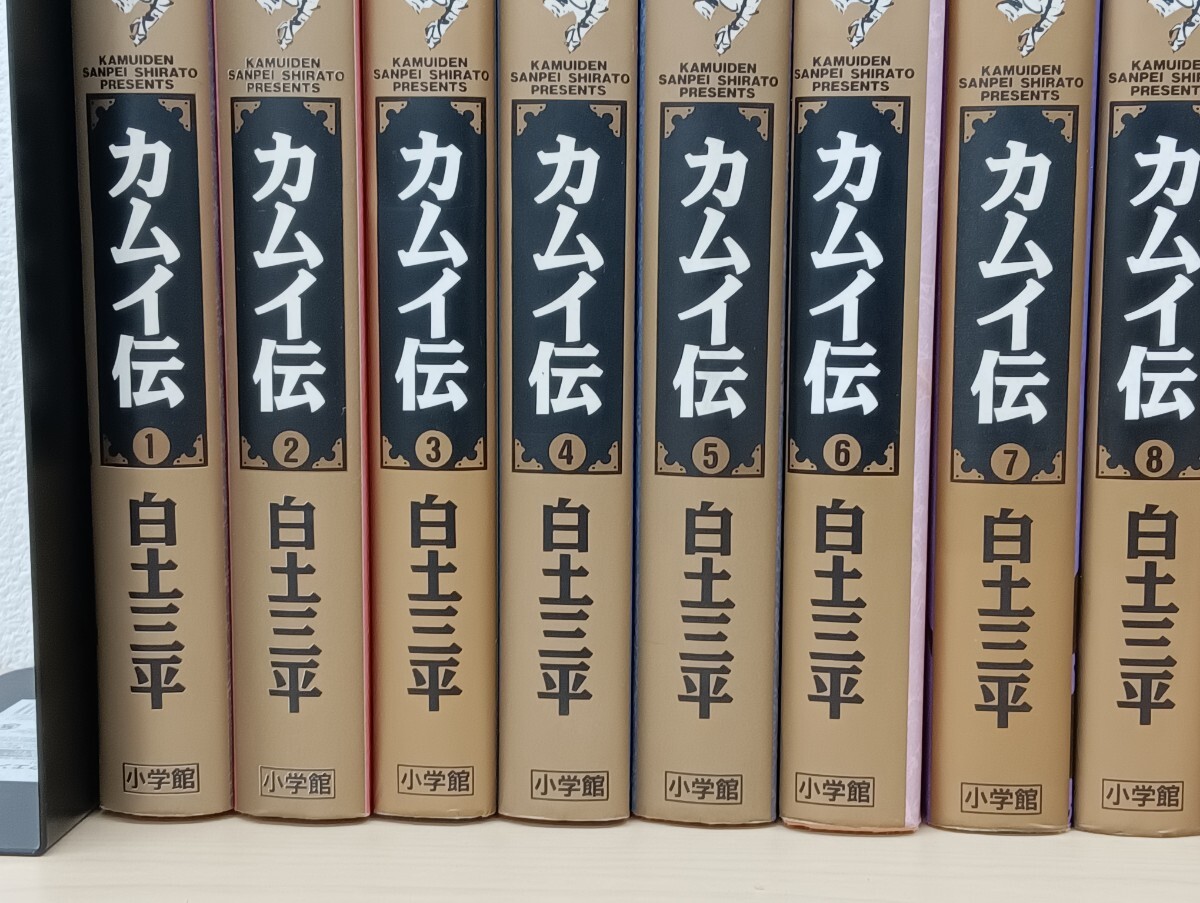 KAMUIDEN
SANPEI SHIRATO
PRESENTS
カムイ伝
1
白土三平
小学館
KAMUIDEN
SANPEI SHIRATO
PRESENTS
カムイ伝
2
白土三平
小学館
KAMUIDEN
SANPEI SHIRATO
PRESENTS
カムイ伝
3
白土三平
小学館
KAMUIDEN
SANPEI SHIRATO
PRESENTS
カムイ伝
4
白土三平
小学館
KAMUIDEN
SANPEI SHIRATO
PRESENTS
カムイ伝
5
白土三平
小学館
KAMUIDEN
SANPEI SHIRATO
PRESENTS
カムイ伝
6
白土三平
小学館
KAMUIDEN
SANPEI SHIRATO
PRESENTS
カムイ伝
7
白土三平
小学館
KAMUIDE
SANPEI SHI
PRESENT
カムイ伝
8
白土三平
小学館